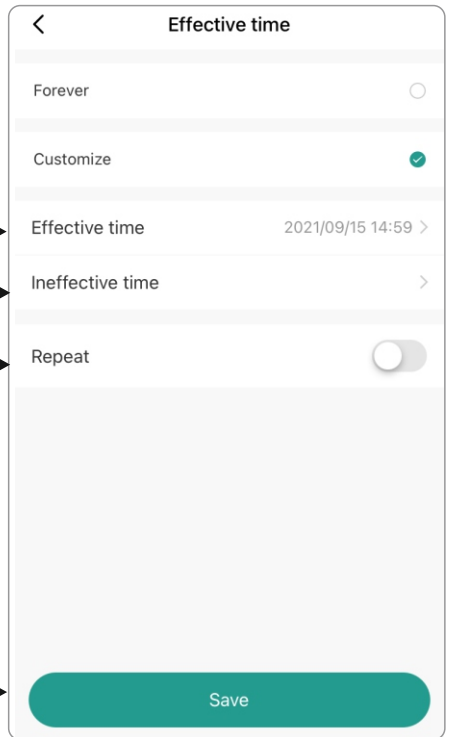 Effective time
Forever
Customize
Effective time 2021/09/15 14:59
Ineffective time
Repeat
Save